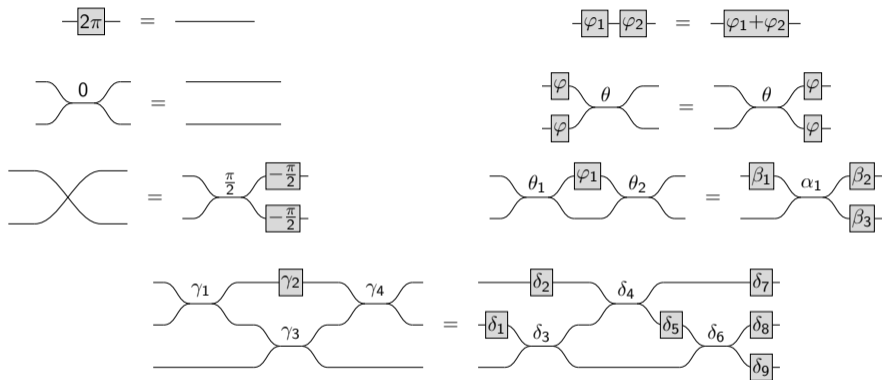 2π = φ₁ φ₂ = φ₁+φ₂
0 = φ φ θ = θ φ φ
= π/2 −π/2 −π/2 θ₁ φ₁ θ₂ = β₁ α₁ β₂ β₃
γ₁ γ₂ γ₃ γ₄ = δ₁ δ₂ δ₃ δ₄ δ₅ δ₆ δ₇ δ₈ δ₉